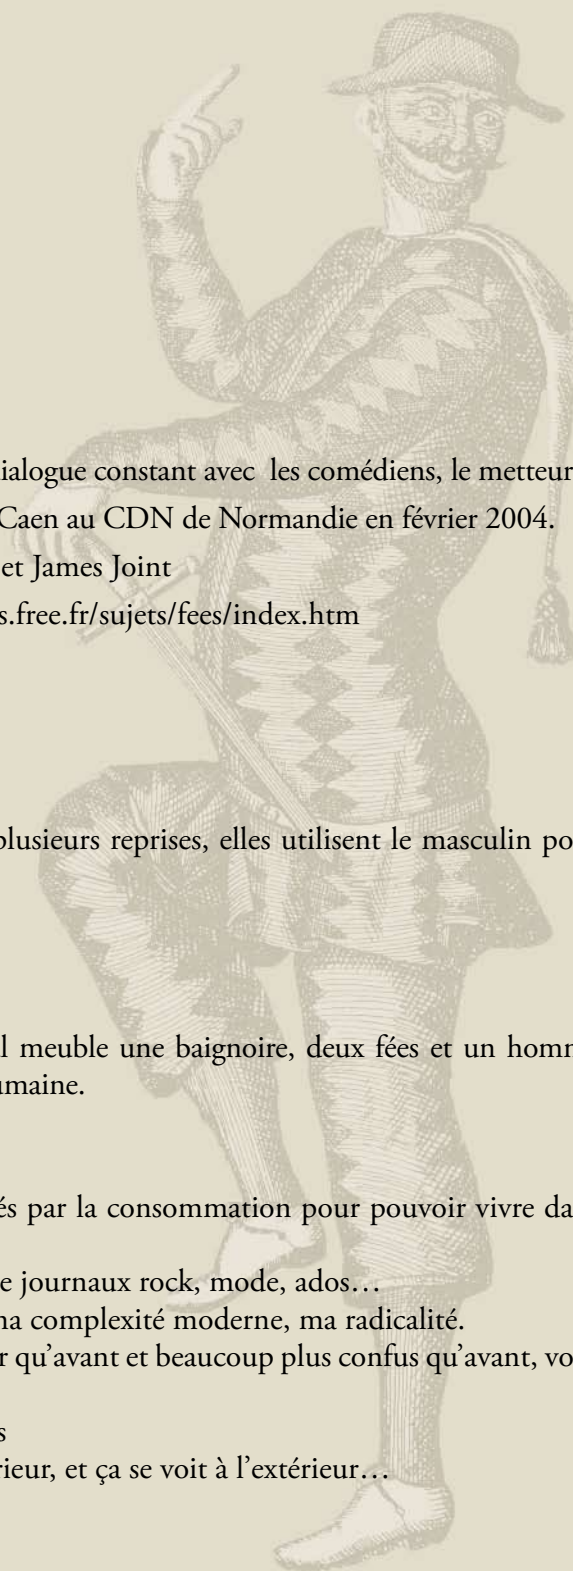 ialogue constant avec les comédiens, le metteur
Caen au CDN de Normandie en février 2004.
et James Joint
s.free.fr/sujets/fees/index.htm
plusieurs reprises, elles utilisent le masculin po
l meuble une baignoire, deux fées et un homm
umaine.
és par la consommation pour pouvoir vivre da
e journaux rock, mode, ados…
na complexité moderne, ma radicalité.
r qu’avant et beaucoup plus confus qu’avant, vo
s
rieur, et ça se voit à l’extérieur…